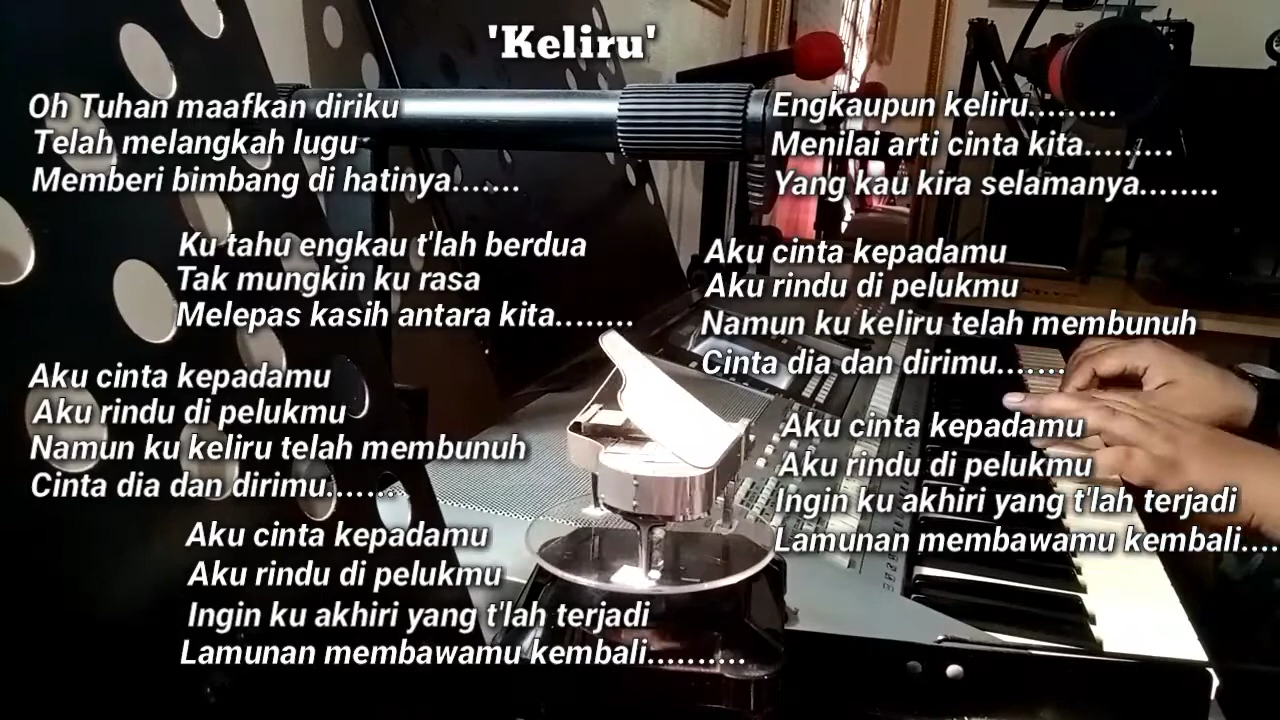 'Keliru'
Oh Tuhan maafkan diriku
Telah melangkah lugu
Memberi bimbang di hatinya.......
Ku tahu engkau t'lah berdua
Tak mungkin ku rasa
Melepas kasih antara kita........
Aku cinta kepadamu
Aku rindu di pelukmu
Namun ku keliru telah membunuh
Cinta dia dan dirimu........
Aku cinta kepadamu
Aku rindu di pelukmu
Ingin ku akhiri yang t'lah terjadi
Lamunan membawamu kembali..........
Engkaupun keliru.........
Menilai arti cinta kita.........
Yang kau kira selamanya........
Aku cinta kepadamu
Aku rindu di pelukmu
Namun ku keliru telah membunuh
Cinta dia dan dirimu.......
Aku cinta kepadamu
Aku rindu di pelukmu
Ingin ku akhiri yang t'lah terjadi
Lamunan membawamu kembali....